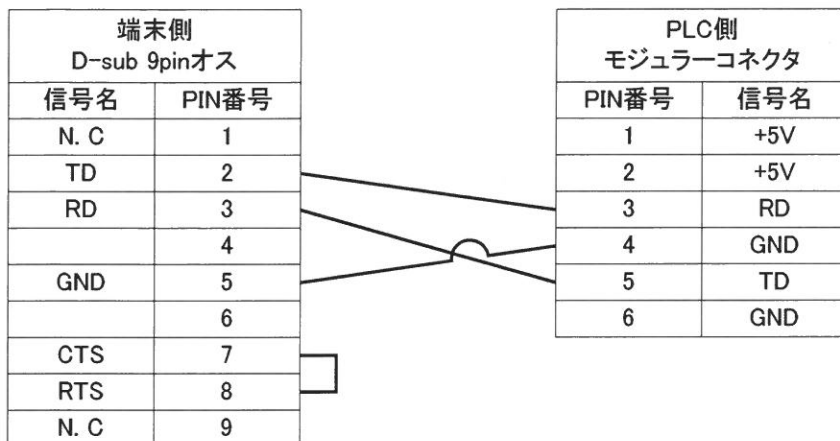 端末側
D-sub 9pinオス
信号名 PIN番号
N. C 1
TD 2
RD 3
4
GND 5
6
CTS 7
RTS 8
N. C 9
PLC側
モジュラーコネクタ
PIN番号 信号名
1 +5V
2 +5V
3 RD
4 GND
5 TD
6 GND